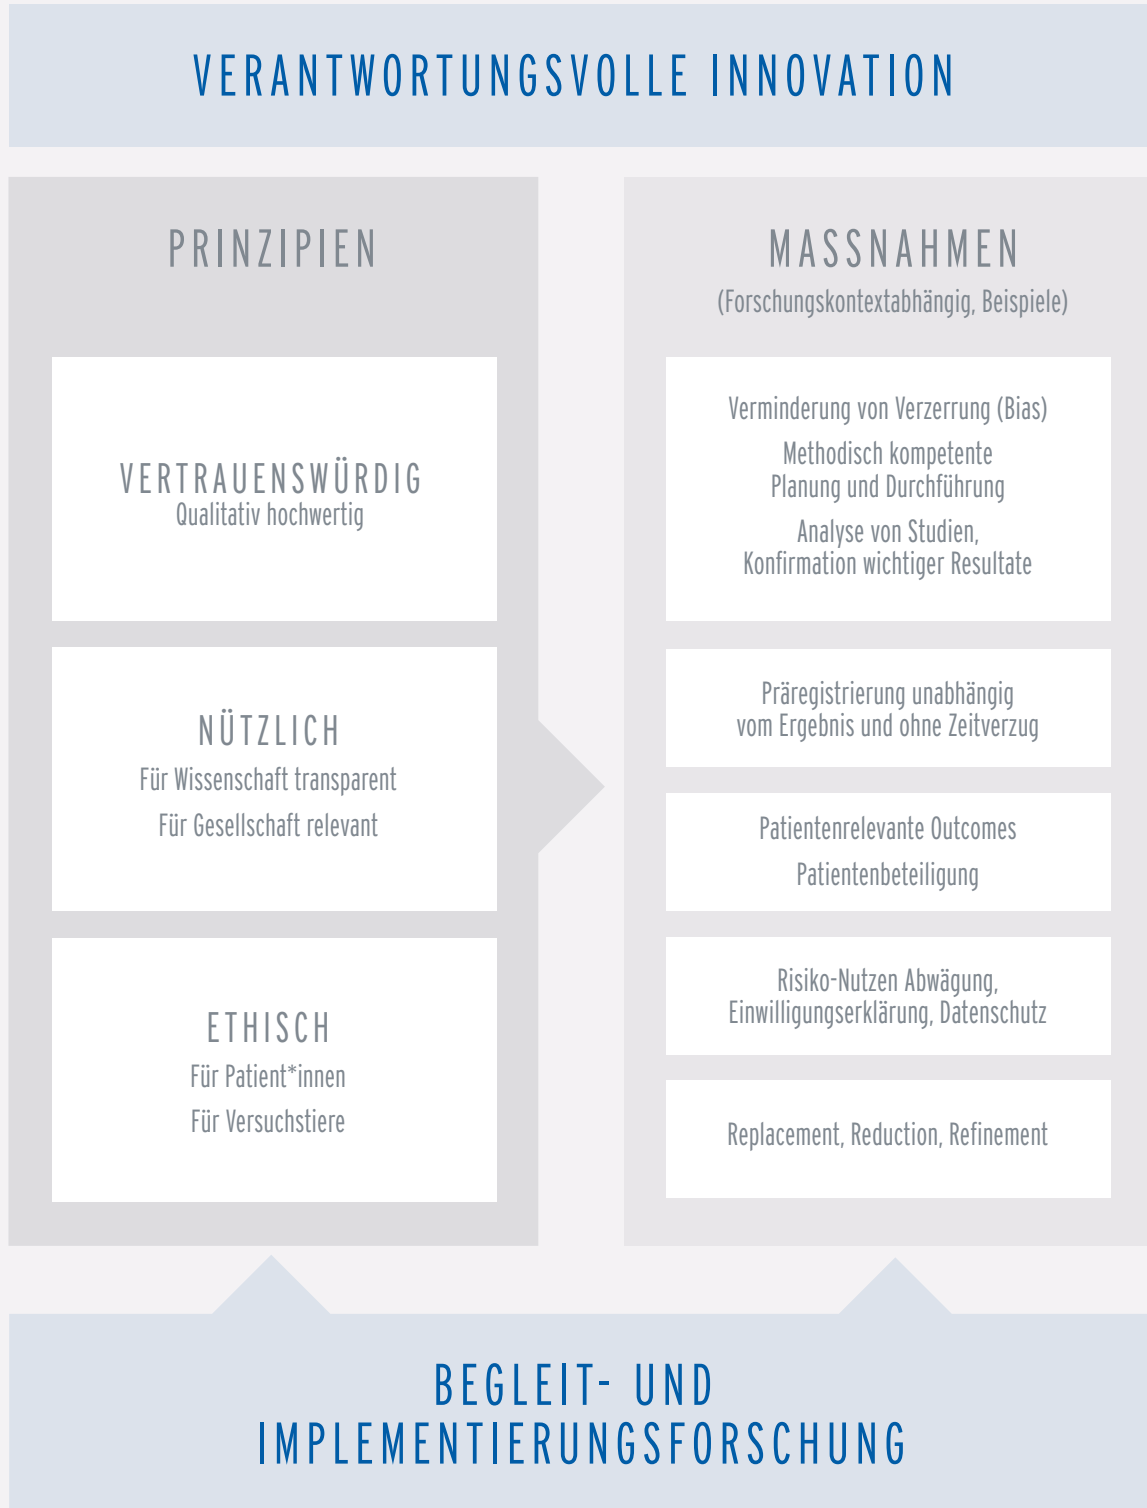 VERANTWORTUNGSVOLLE INNOVATION
PRINZIPIEN
VERTRAUENSWÜRDIG
Qualitativ hochwertig
NÜTZLICH
Für Wissenschaft transparent
Für Gesellschaft relevant
ETHISCH
Für Patient*innen
Für Versuchstiere
MASSNAHMEN
(Forschungskontextabhängig, Beispiele)
Verminderung von Verzerrung (Bias)
Methodisch kompetente
Planung und Durchführung
Analyse von Studien,
Konfirmation wichtiger Resultate
Präregistrierung unabhängig
vom Ergebnis und ohne Zeitverzug
Patientenrelevante Outcomes
Patientenbeteiligung
Risiko-Nutzen Abwägung,
Einwilligungserklärung, Datenschutz
Replacement, Reduction, Refinement
BEGLEIT- UND
IMPLEMENTIERUNGSFORSCHUNG